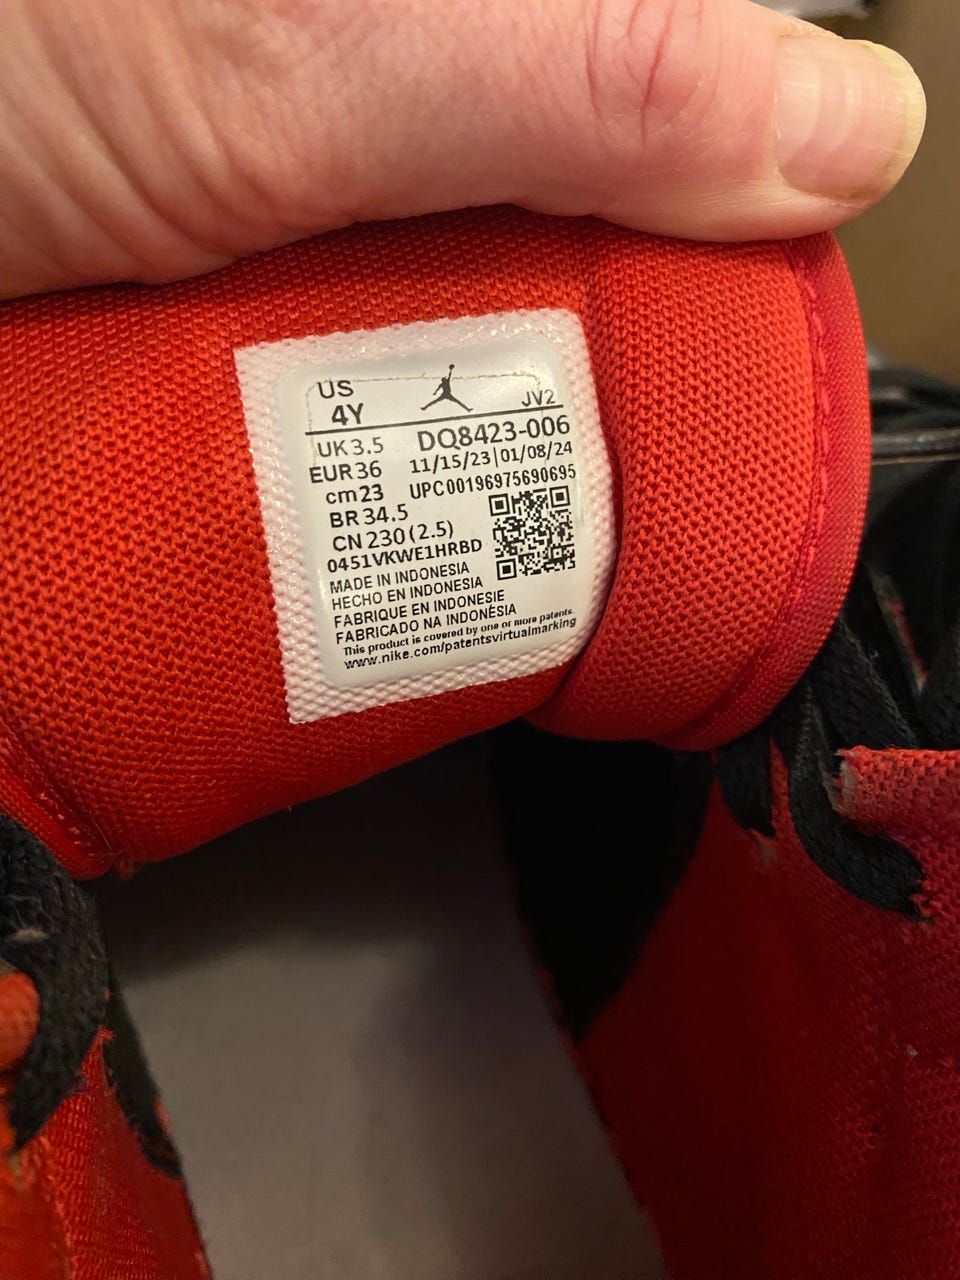 US
4Y
JV2
UK 3.5 DQ8423-006
EUR 36 11/15/23|01/08/24
cm 23 UPC00196975690695
BR 34.5
CN 230 (2.5)
0451VKWE1HRBD
MADE IN INDONESIA
HECHO EN INDONESIA
FABRIQUE EN INDONESIE
FABRICADO NA INDONÉSIA
This product is covered by one or more patents.
www.nike.com/patentsvirtualmarking